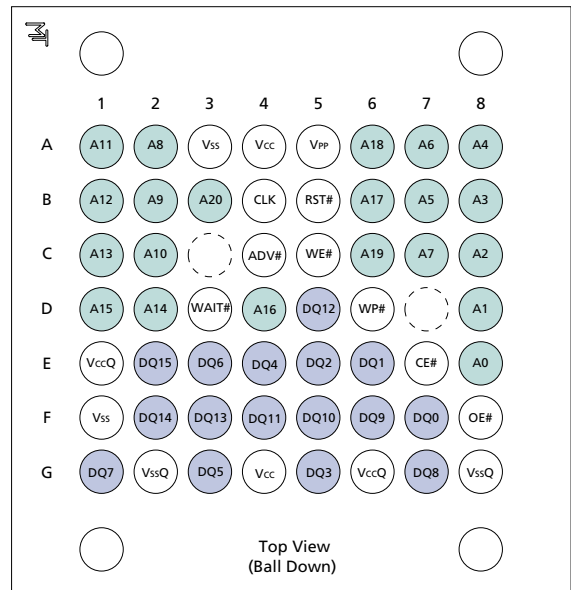 1 2 3 4 5 6 7 8
A A11 A8 Vss Vcc VPP A18 A6 A4
B A12 A9 A20 CLK RST# A17 A5 A3
C A13 A10 ADV# WE# A19 A7 A2
D A15 A14 WAIT# A16 DQ12 WP# A1
E VccQ DQ15 DQ6 DQ4 DQ2 DQ1 CE# A0
F Vss DQ14 DQ13 DQ11 DQ10 DQ9 DQ0 OE#
G DQ7 VssQ DQ5 Vcc DQ3 VccQ DQ8 VssQ
Top View
(Ball Down)